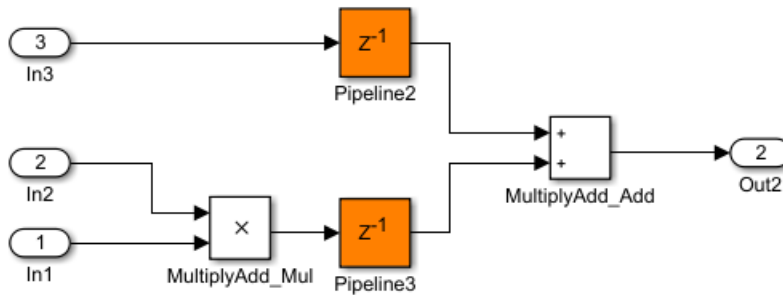 3
In3
Z-1
Pipeline2
2
In2
1
In1
×
MultiplyAdd_Mul
Z-1
Pipeline3
+
+
MultiplyAdd_Add
2
Out2